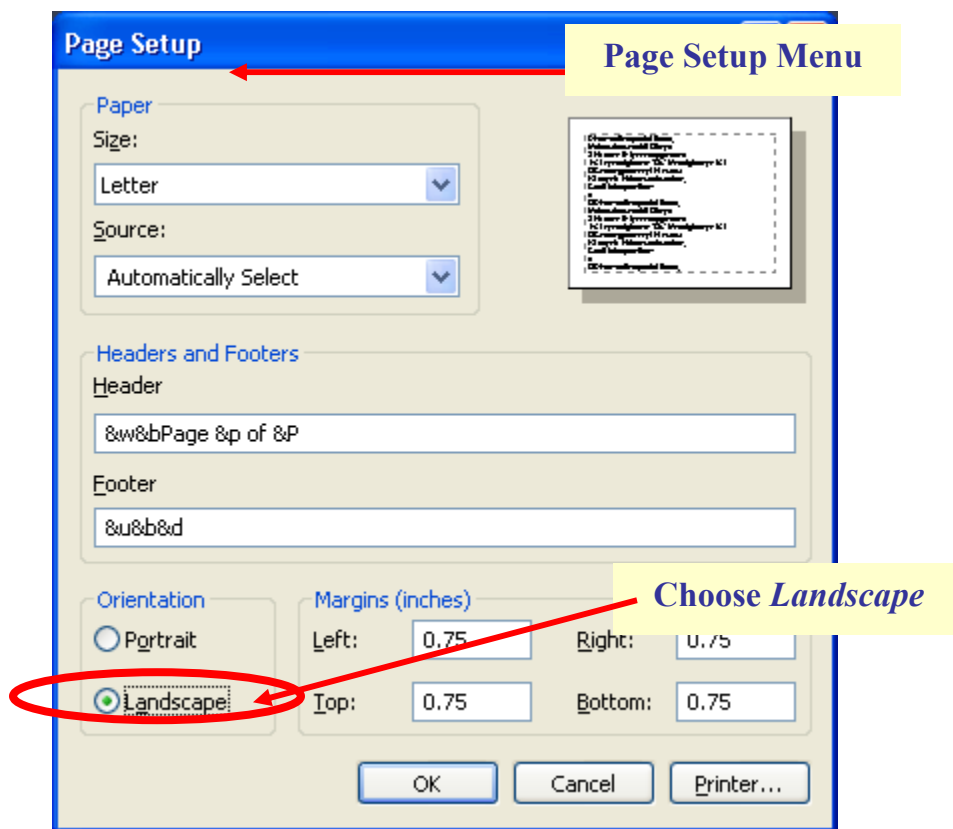 Page Setup
Page Setup Menu
Paper
Size:
Letter
Source:
Automatically Select
Headers and Footers
Header
&w&bPage &p of &P
Footer
&u&b&d
Choose Landscape
Orientation
Margins (inches)
Portrait
Left: 0.75 Right: 0.75
Landscape
Top: 0.75 Bottom: 0.75
OK Cancel Printer...